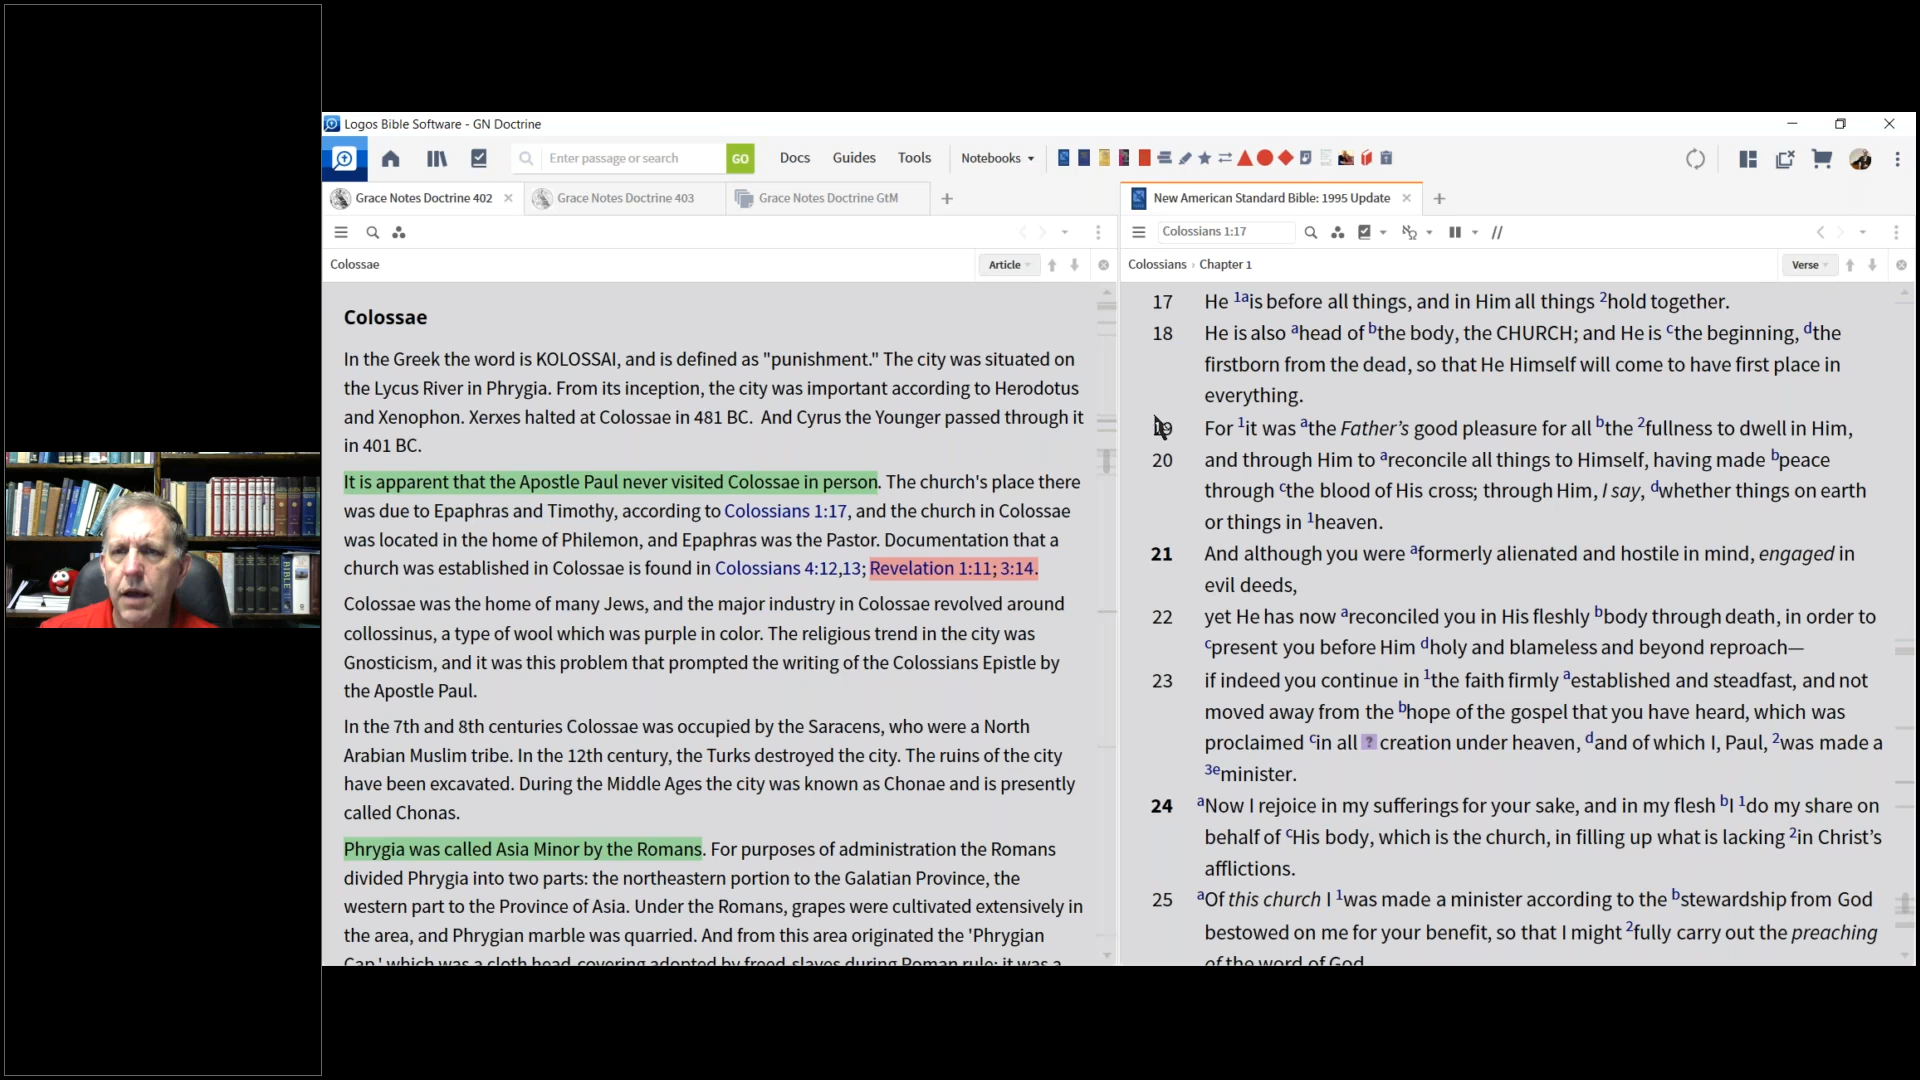 Logos Bible Software - GN Doctrine
Enter passage or search
GO
Docs
Guides
Tools
Notebooks
Grace Notes Doctrine 402
Grace Notes Doctrine 403
Grace Notes Doctrine GtM
New American Standard Bible: 1995 Update
Colossians 1:17
Colossae
Article
Colossians › Chapter 1
Verse
Colossae
In the Greek the word is KOLOSSAI, and is defined as "punishment." The city was situated on
the Lycus River in Phrygia. From its inception, the city was important according to Herodotus
and Xenophon. Xerxes halted at Colossae in 481 BC.  And Cyrus the Younger passed through it
in 401 BC.
It is apparent that the Apostle Paul never visited Colossae in person. The church's place there
was due to Epaphras and Timothy, according to Colossians 1:17, and the church in Colossae
was located in the home of Philemon, and Epaphras was the Pastor. Documentation that a
church was established in Colossae is found in Colossians 4:12,13; Revelation 1:11; 3:14.
Colossae was the home of many Jews, and the major industry in Colossae revolved around
collossinus, a type of wool which was purple in color. The religious trend in the city was
Gnosticism, and it was this problem that prompted the writing of the Colossians Epistle by
the Apostle Paul.
In the 7th and 8th centuries Colossae was occupied by the Saracens, who were a North
Arabian Muslim tribe. In the 12th century, the Turks destroyed the city. The ruins of the city
have been excavated. During the Middle Ages the city was known as Chonae and is presently
called Chonas.
Phrygia was called Asia Minor by the Romans. For purposes of administration the Romans
divided Phrygia into two parts: the northeastern portion to the Galatian Province, the
western part to the Province of Asia. Under the Romans, grapes were cultivated extensively in
the area, and Phrygian marble was quarried. And from this area originated the 'Phrygian
Cap,' which was a cloth head-covering adopted by freed-slaves during Roman rule; it was a
17 He 1a is before all things, and in Him all things 2hold together.
18 He is also ahead of bthe body, the CHURCH; and He is cthe beginning, dthe
firstborn from the dead, so that He Himself will come to have first place in
everything.
19 For 1it was athe Father’s good pleasure for all bthe 2fullness to dwell in Him,
20 and through Him to areconcile all things to Himself, having made bpeace
through cthe blood of His cross; through Him, I say, dwhether things on earth
or things in 1heaven.
21 And although you were aformerly alienated and hostile in mind, engaged in
evil deeds,
22 yet He has now areconciled you in His fleshly bbody through death, in order to
cpresent you before Him dholy and blameless and beyond reproach—
23 if indeed you continue in 1the faith firmly aestablished and steadfast, and not
moved away from the bhope of the gospel that you have heard, which was
proclaimed cin all ? creation under heaven, dand of which I, Paul, 2was made a
3eminister.
24 aNow I rejoice in my sufferings for your sake, and in my flesh bI 1do my share on
behalf of cHis body, which is the church, in filling up what is lacking 2in Christ’s
afflictions.
25 aOf this church I 1was made a minister according to the bstewardship from God
bestowed on me for your benefit, so that I might 2fully carry out the preaching
of the word of God
BIBLE